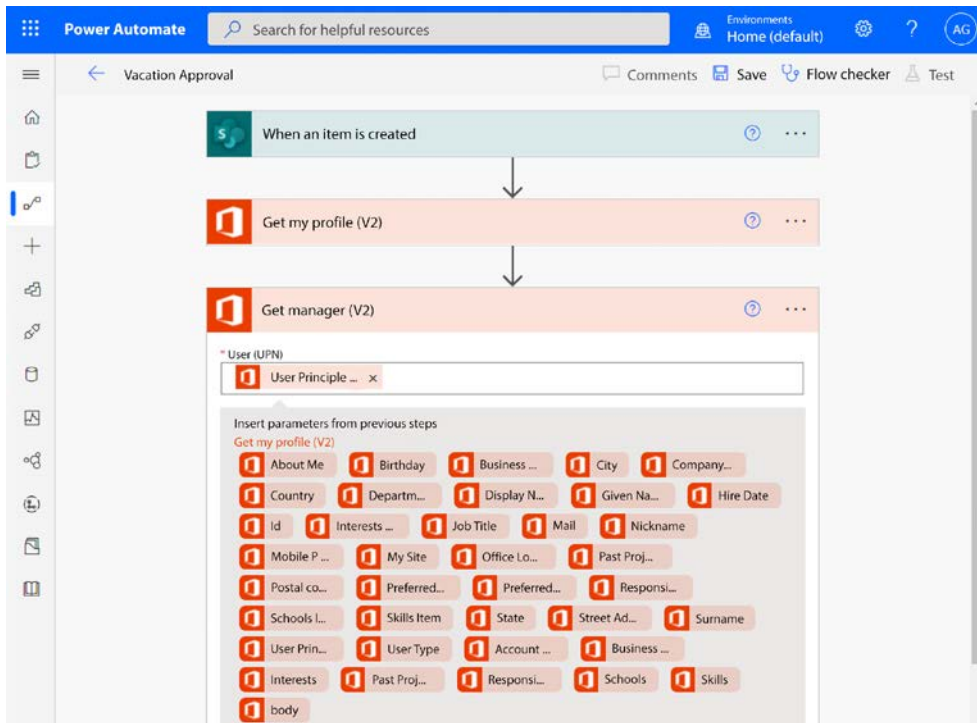 Power Automate
Search for helpful resources
Environments
Home (default)
?
AG
Vacation Approval
Comments
Save
Flow checker
Test
S
When an item is created
?
...
Get my profile (V2)
?
...
Get manager (V2)
?
...
* User (UPN)
User Principle ... x
Insert parameters from previous steps
Get my profile (V2)
About Me Birthday Business ... City Company...
Country Departm... Display N... Given Na... Hire Date
Id Interests ... Job Title Mail Nickname
Mobile P ... My Site Office Lo... Past Proj...
Postal co... Preferred... Preferred... Responsi...
Schools I... Skills Item State Street Ad... Surname
User Prin... User Type Account ... Business ...
Interests Past Proj... Responsi... Schools Skills
body